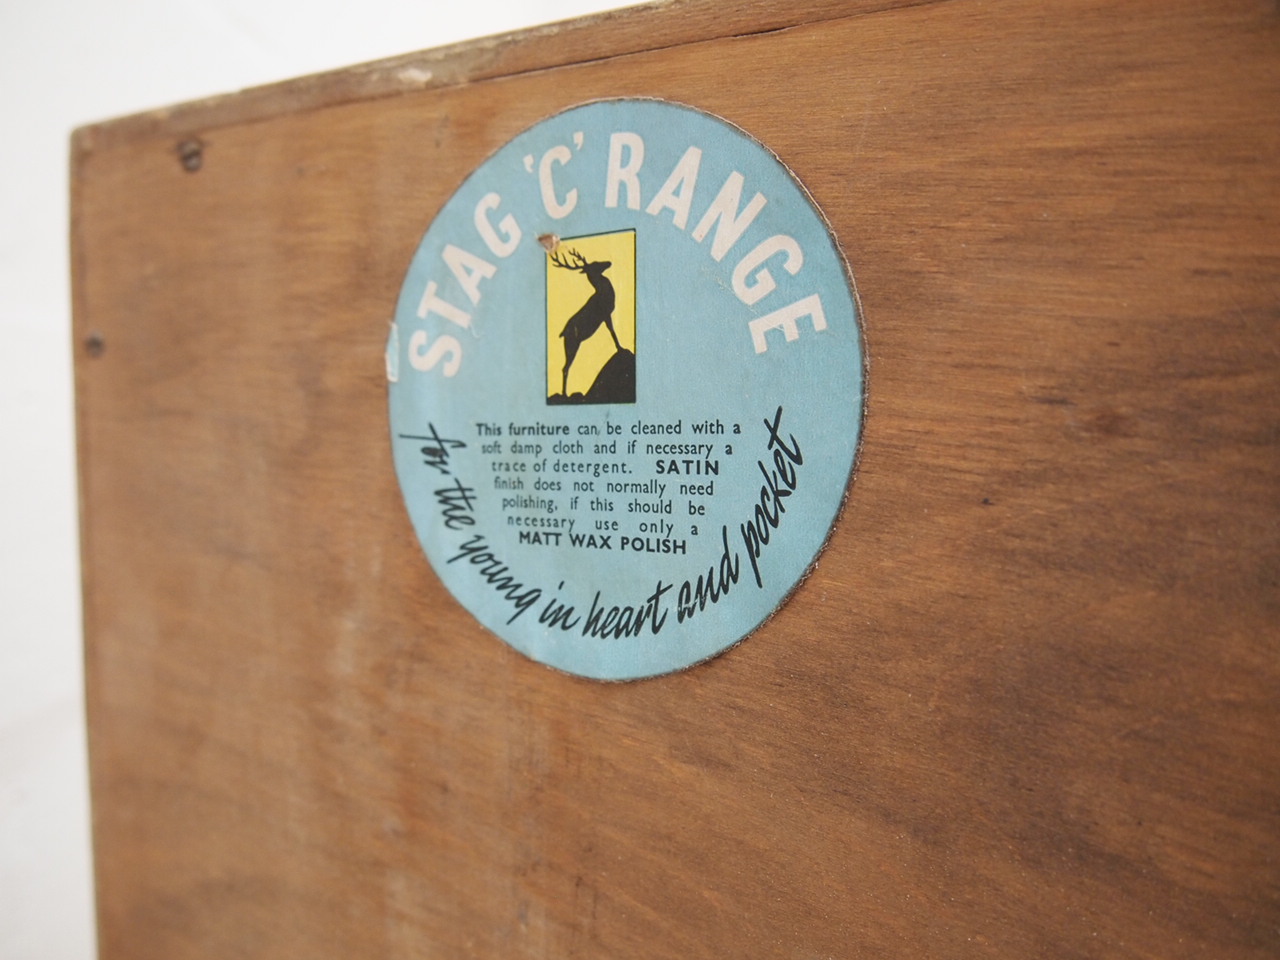 STAG 'C' RANGE
This furniture can be cleaned with a
soft damp cloth and if necessary a
trace of detergent. SATIN
finish does not normally need
polishing, if this should be
necessary use only a
MATT WAX POLISH
for the young in heart and pocket